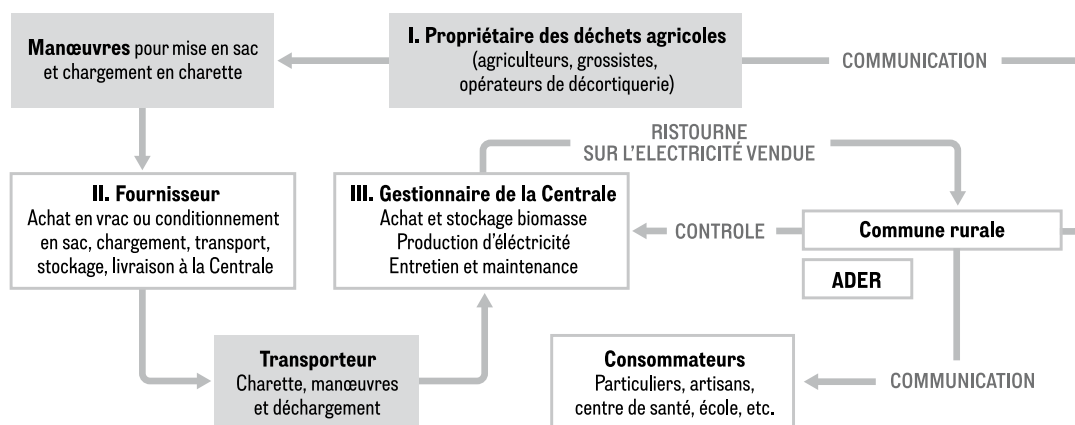 Manœuvres pour mise en sac
et chargement en charette
I. Propriétaire des déchets agricoles
(agriculteurs, grossistes,
opérateurs de décortiquerie)
COMMUNICATION
RISTOURNE
SUR L'ELECTRICITÉ VENDUE
II. Fournisseur
Achat en vrac ou conditionnement
en sac, chargement, transport,
stockage, livraison à la Centrale
III. Gestionnaire de la Centrale
Achat et stockage biomasse
Production d'éléctricité
Entretien et maintenance
CONTROLE
Commune rurale
ADER
Transporteur
Charette, manœuvres
et déchargement
Consommateurs
Particuliers, artisans,
centre de santé, école, etc.
COMMUNICATION